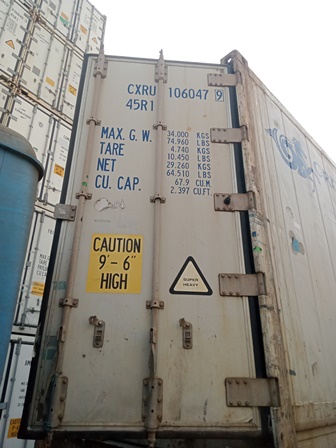 CXRU 106047 9
45R1
MAX. G. W. 34.000 KGS
74.960 LBS
TARE 4.740 KGS
10.450 LBS
NET 29.260 KGS
64.510 LBS
CU. CAP. 67.9 CU.M.
2.397 CU.FT
CAUTION
9'-6"
HIGH
SUPER
HEAVY